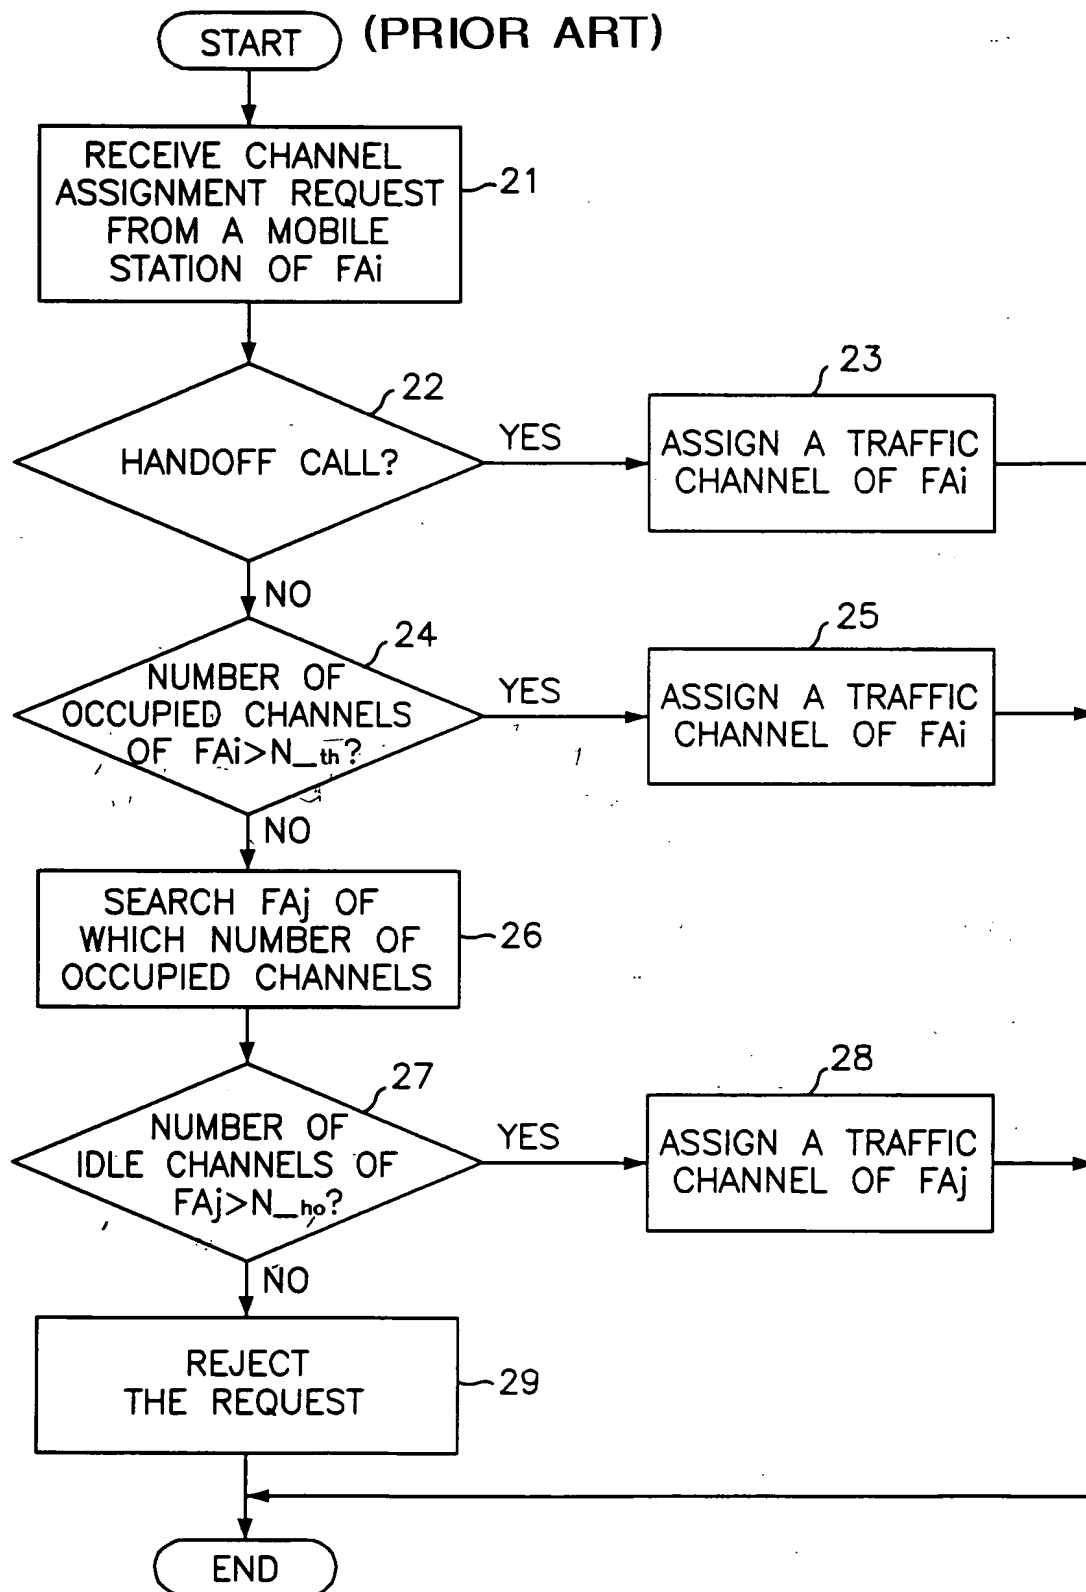 START
(PRIOR ART)
RECEIVE CHANNEL
ASSIGNMENT REQUEST
FROM A MOBILE
STATION OF FAi
21
HANDOFF CALL?
22
YES
23
ASSIGN A TRAFFIC
CHANNEL OF FAi
NO
NUMBER OF
OCCUPIED CHANNELS
OF FAi>N_th?
24
YES
25
ASSIGN A TRAFFIC
CHANNEL OF FAi
NO
SEARCH FAj OF
WHICH NUMBER OF
OCCUPIED CHANNELS
26
NUMBER OF
IDLE CHANNELS OF
FAj>N_ho?
27
YES
28
ASSIGN A TRAFFIC
CHANNEL OF FAj
NO
REJECT
THE REQUEST
29
END